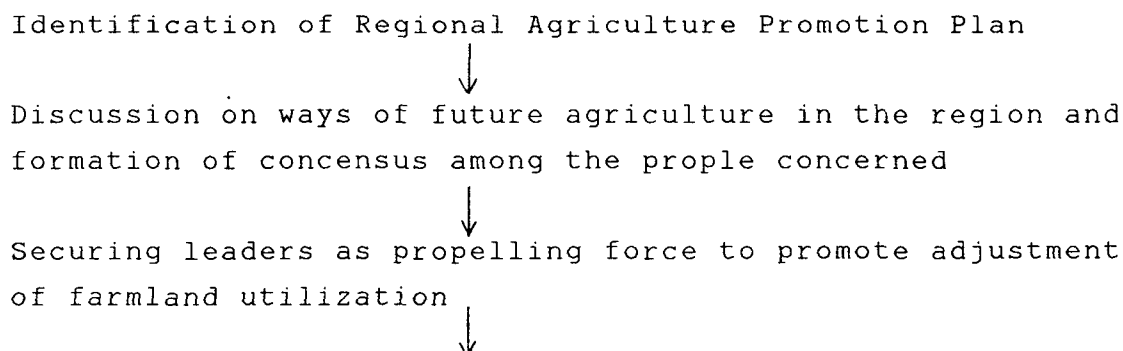 Identification of Regional Agriculture Promotion Plan
Discussion on ways of future agriculture in the region and
formation of concensus among the prople concerned
Securing leaders as propelling force to promote adjustment
of farmland utilization